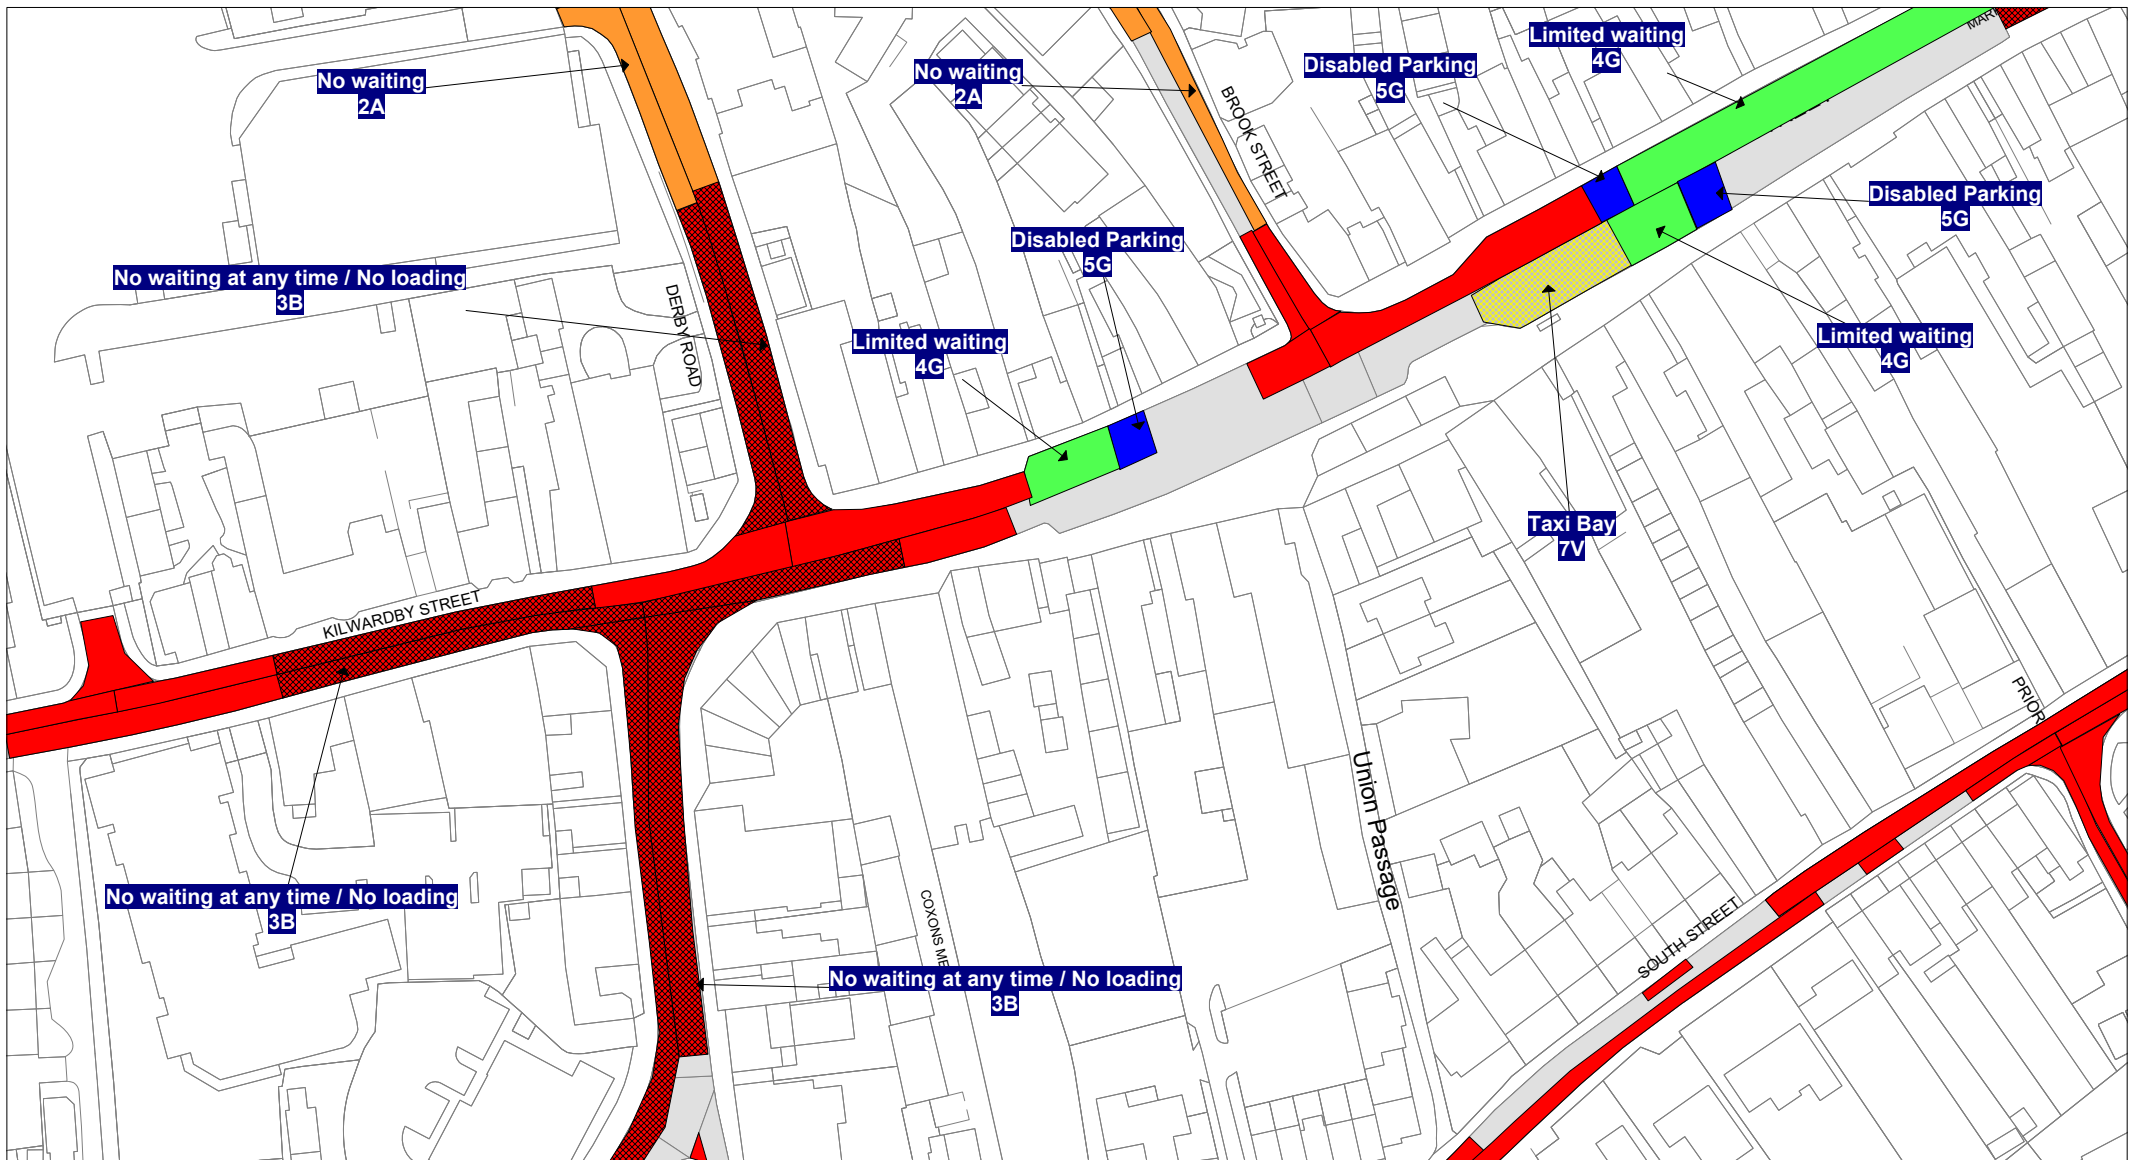 Limited waiting
4G
Disabled Parking
5G
No waiting
2A
No waiting
2A
BROOK STREET
Disabled Parking
5G
Disabled Parking
5G
No waiting at any time / No loading
3B
DERBY ROAD
Limited waiting
4G
Limited waiting
4G
Taxi Bay
7V
KILWARDBY STREET
PRIOR
Union Passage
No waiting at any time / No loading
3B
COXONS ME
SOUTH STREET
No waiting at any time / No loading
3B